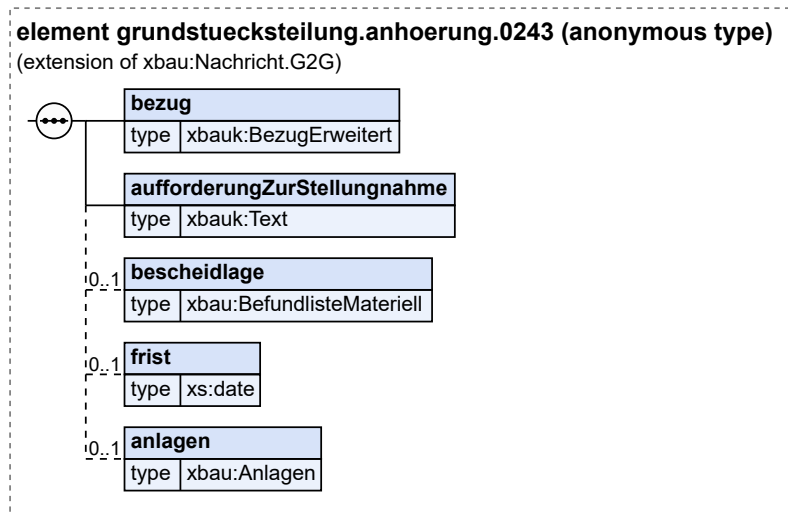 element grundstuecksteilung.anhoerung.0243 (anonymous type)
(extension of xbau:Nachricht.G2G)
bezug
type xbauk:BezugErweitert
aufforderungZurStellungnahme
type xbauk:Text
0..1 bescheidlage
type xbau:BefundlisteMateriell
0..1 frist
type xs:date
0..1 anlagen
type xbau:Anlagen